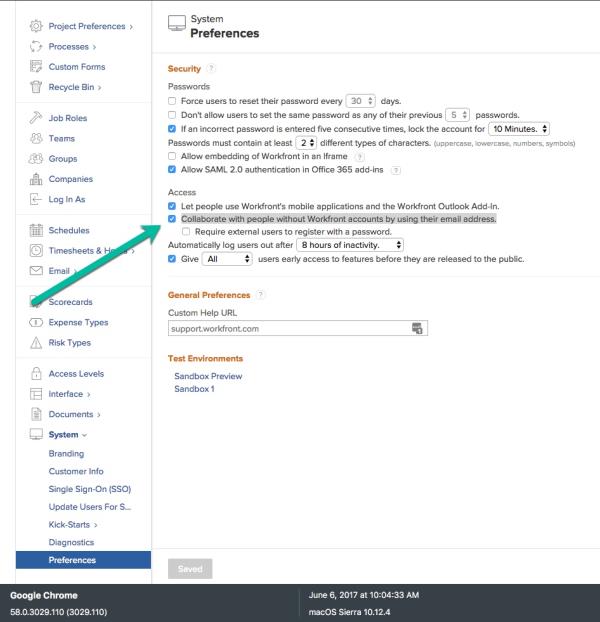 Project Preferences >
Processes >
Custom Forms
Recycle Bin >
Job Roles
Teams
Groups
Companies
Log In As
Schedules
Timesheets & H >
Email >
Scorecards
Expense Types
Risk Types
Access Levels
Interface >
Documents >
System
Branding
Customer Info
Single Sign-On (SSO)
Update Users For S...
Kick-Starts >
Diagnostics
Preferences
System
Preferences
Security ?
Passwords
Force users to reset their password every 30 days.
Don't allow users to set the same password as any of their previous 5 passwords.
If an incorrect password is entered five consecutive times, lock the account for 10 Minutes.
Passwords must contain at least 2 different types of characters. (uppercase, lowercase, numbers, symbols)
Allow embedding of Workfront in an Iframe ?
Allow SAML 2.0 authentication in Office 365 add-ins ?
Access
Let people use Workfront's mobile applications and the Workfront Outlook Add-In.
Collaborate with people without Workfront accounts by using their email address.
Require external users to register with a password.
Automatically log users out after 8 hours of inactivity.
Give All users early access to features before they are released to the public.
General Preferences ?
Custom Help URL
support.workfront.com
Test Environments
Sandbox Preview
Sandbox 1
Saved
Google Chrome
58.0.3029.110 (3029.110)
June 6, 2017 at 10:04:33 AM
macOS Sierra 10.12.4